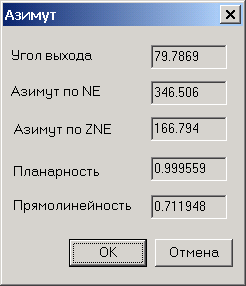 Азимут
Угол выхода 79.7869
Азимут по NE 346.506
Азимут по ZNE 166.794
Планарность 0.999559
Прямолинейность 0.711948
OK Отмена